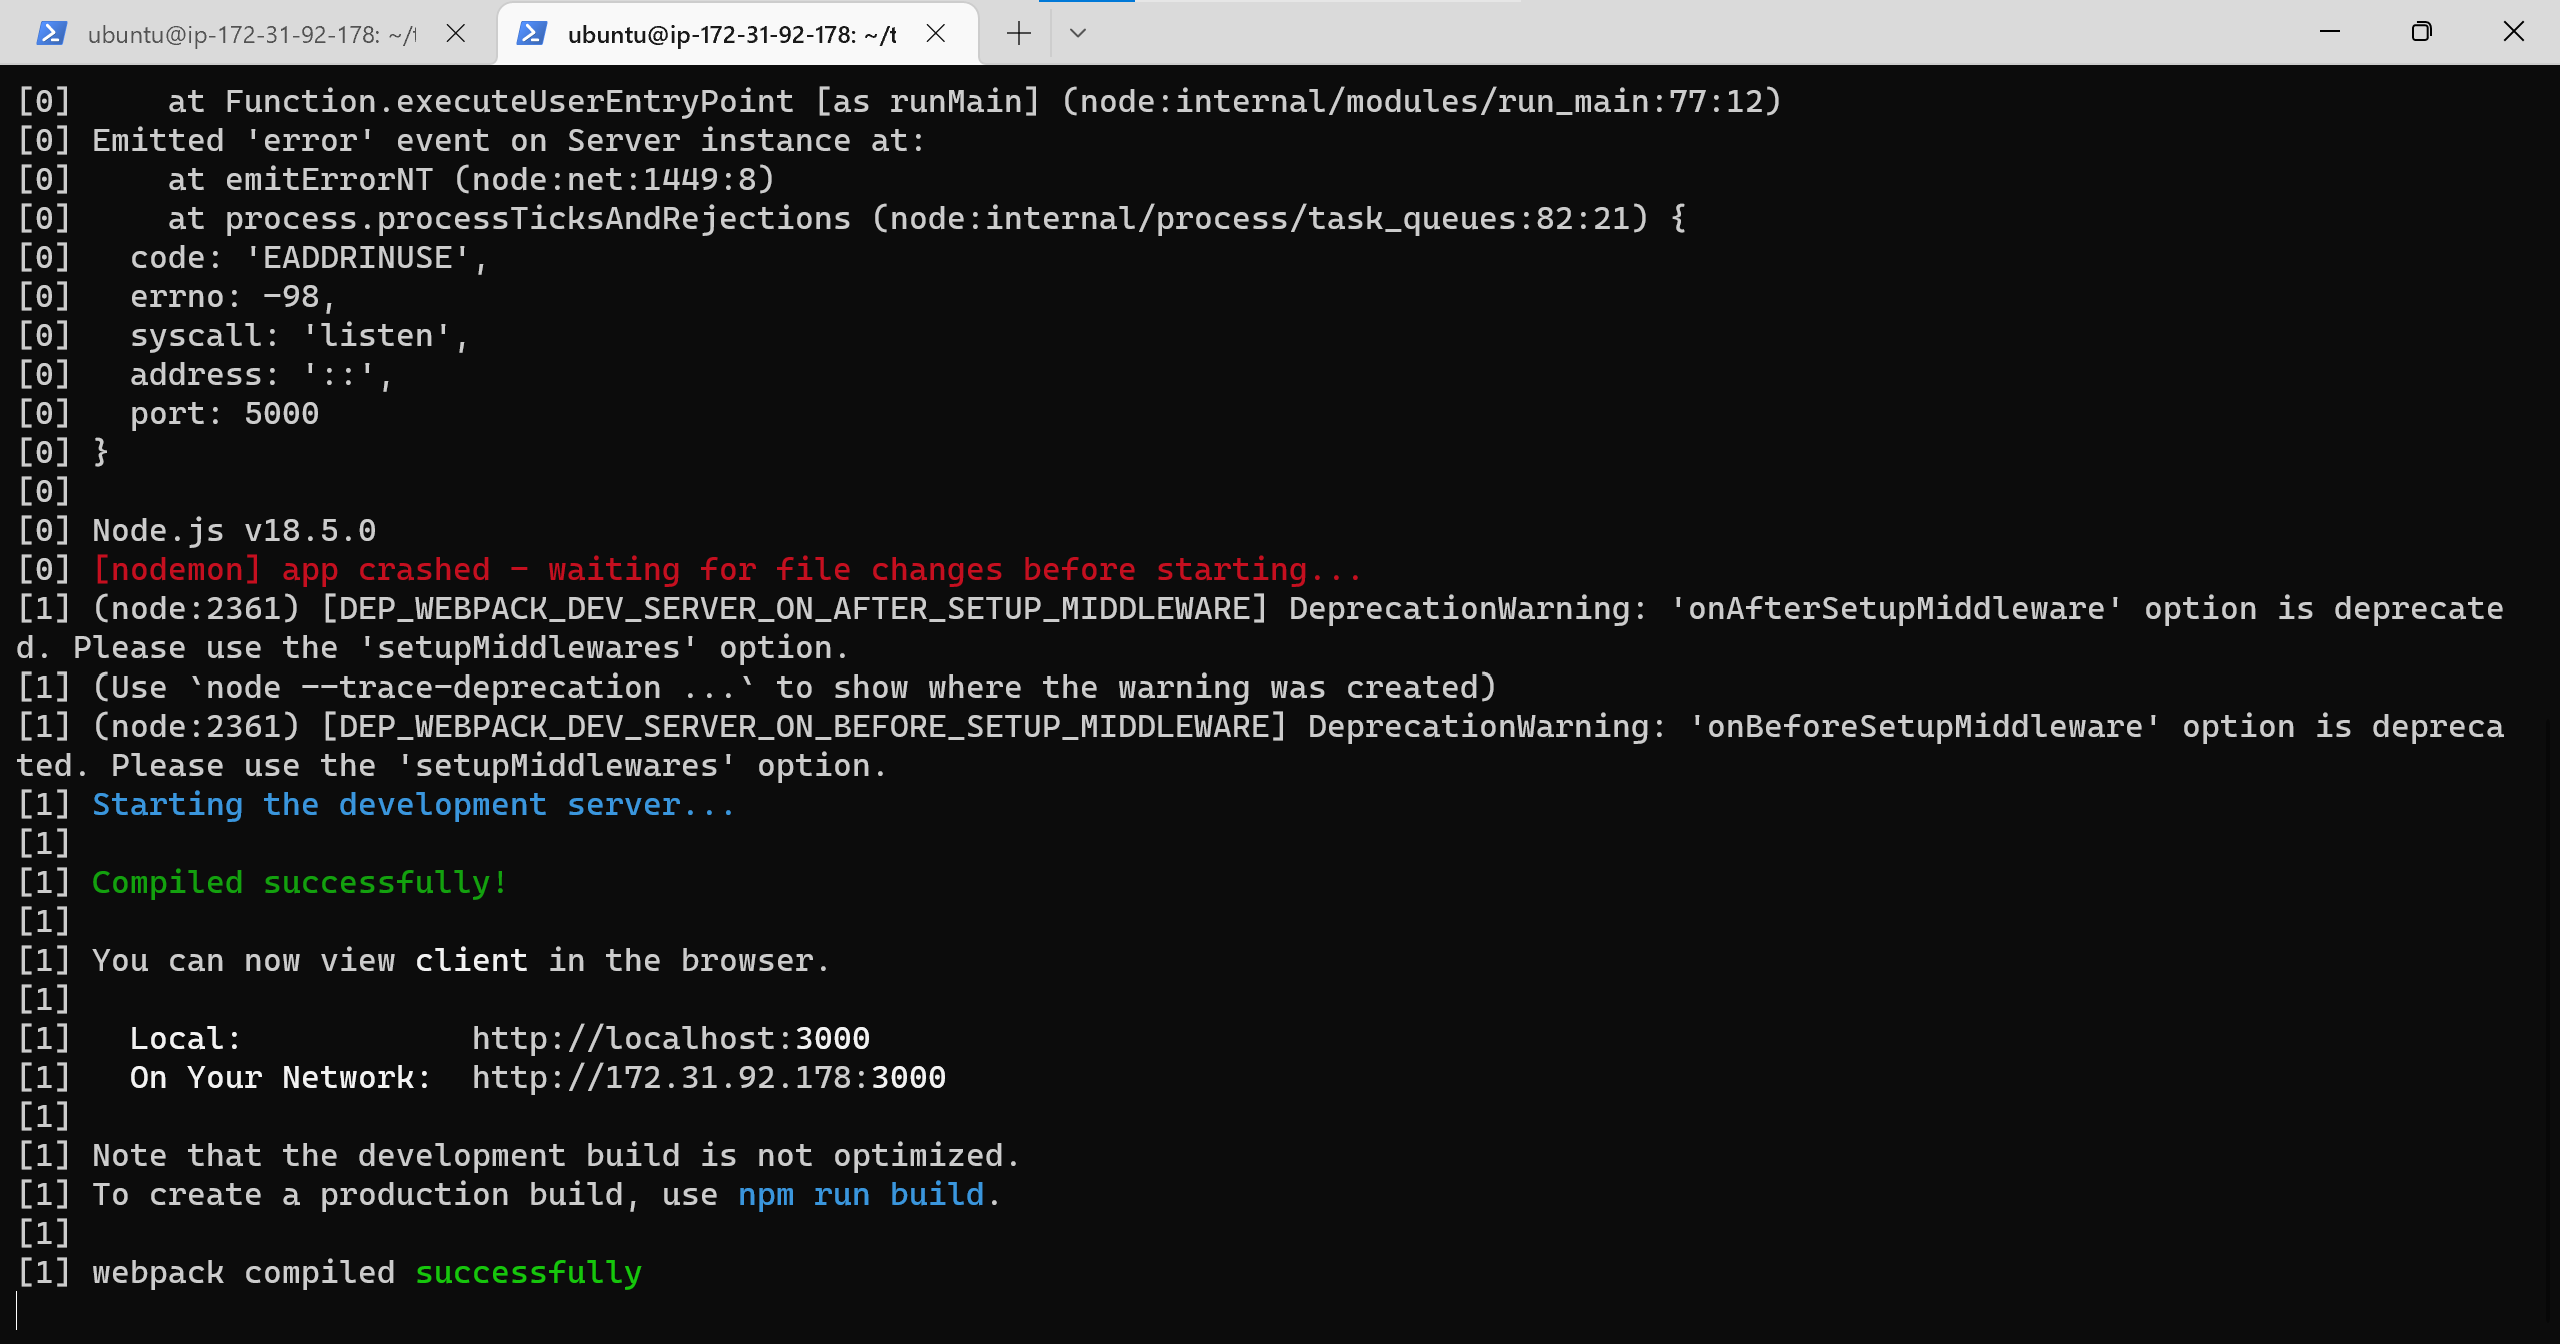 ubuntu@ip-172-31-92-178: ~/t
ubuntu@ip-172-31-92-178: ~/t
[0]     at Function.executeUserEntryPoint [as runMain] (node:internal/modules/run_main:77:12)
[0] Emitted 'error' event on Server instance at:
[0]     at emitErrorNT (node:net:1449:8)
[0]     at process.processTicksAndRejections (node:internal/process/task_queues:82:21) {
[0]   code: 'EADDRINUSE',
[0]   errno: -98,
[0]   syscall: 'listen',
[0]   address: '::',
[0]   port: 5000
[0] }
[0]
[0] Node.js v18.5.0
[0] [nodemon] app crashed - waiting for file changes before starting...
[1] (node:2361) [DEP_WEBPACK_DEV_SERVER_ON_AFTER_SETUP_MIDDLEWARE] DeprecationWarning: 'onAfterSetupMiddleware' option is deprecate
d. Please use the 'setupMiddlewares' option.
[1] (Use `node --trace-deprecation ...` to show where the warning was created)
[1] (node:2361) [DEP_WEBPACK_DEV_SERVER_ON_BEFORE_SETUP_MIDDLEWARE] DeprecationWarning: 'onBeforeSetupMiddleware' option is depreca
ted. Please use the 'setupMiddlewares' option.
[1] Starting the development server...
[1]
[1] Compiled successfully!
[1]
[1] You can now view client in the browser.
[1]
[1]   Local:            http://localhost:3000
[1]   On Your Network:  http://172.31.92.178:3000
[1]
[1] Note that the development build is not optimized.
[1] To create a production build, use npm run build.
[1]
[1] webpack compiled successfully